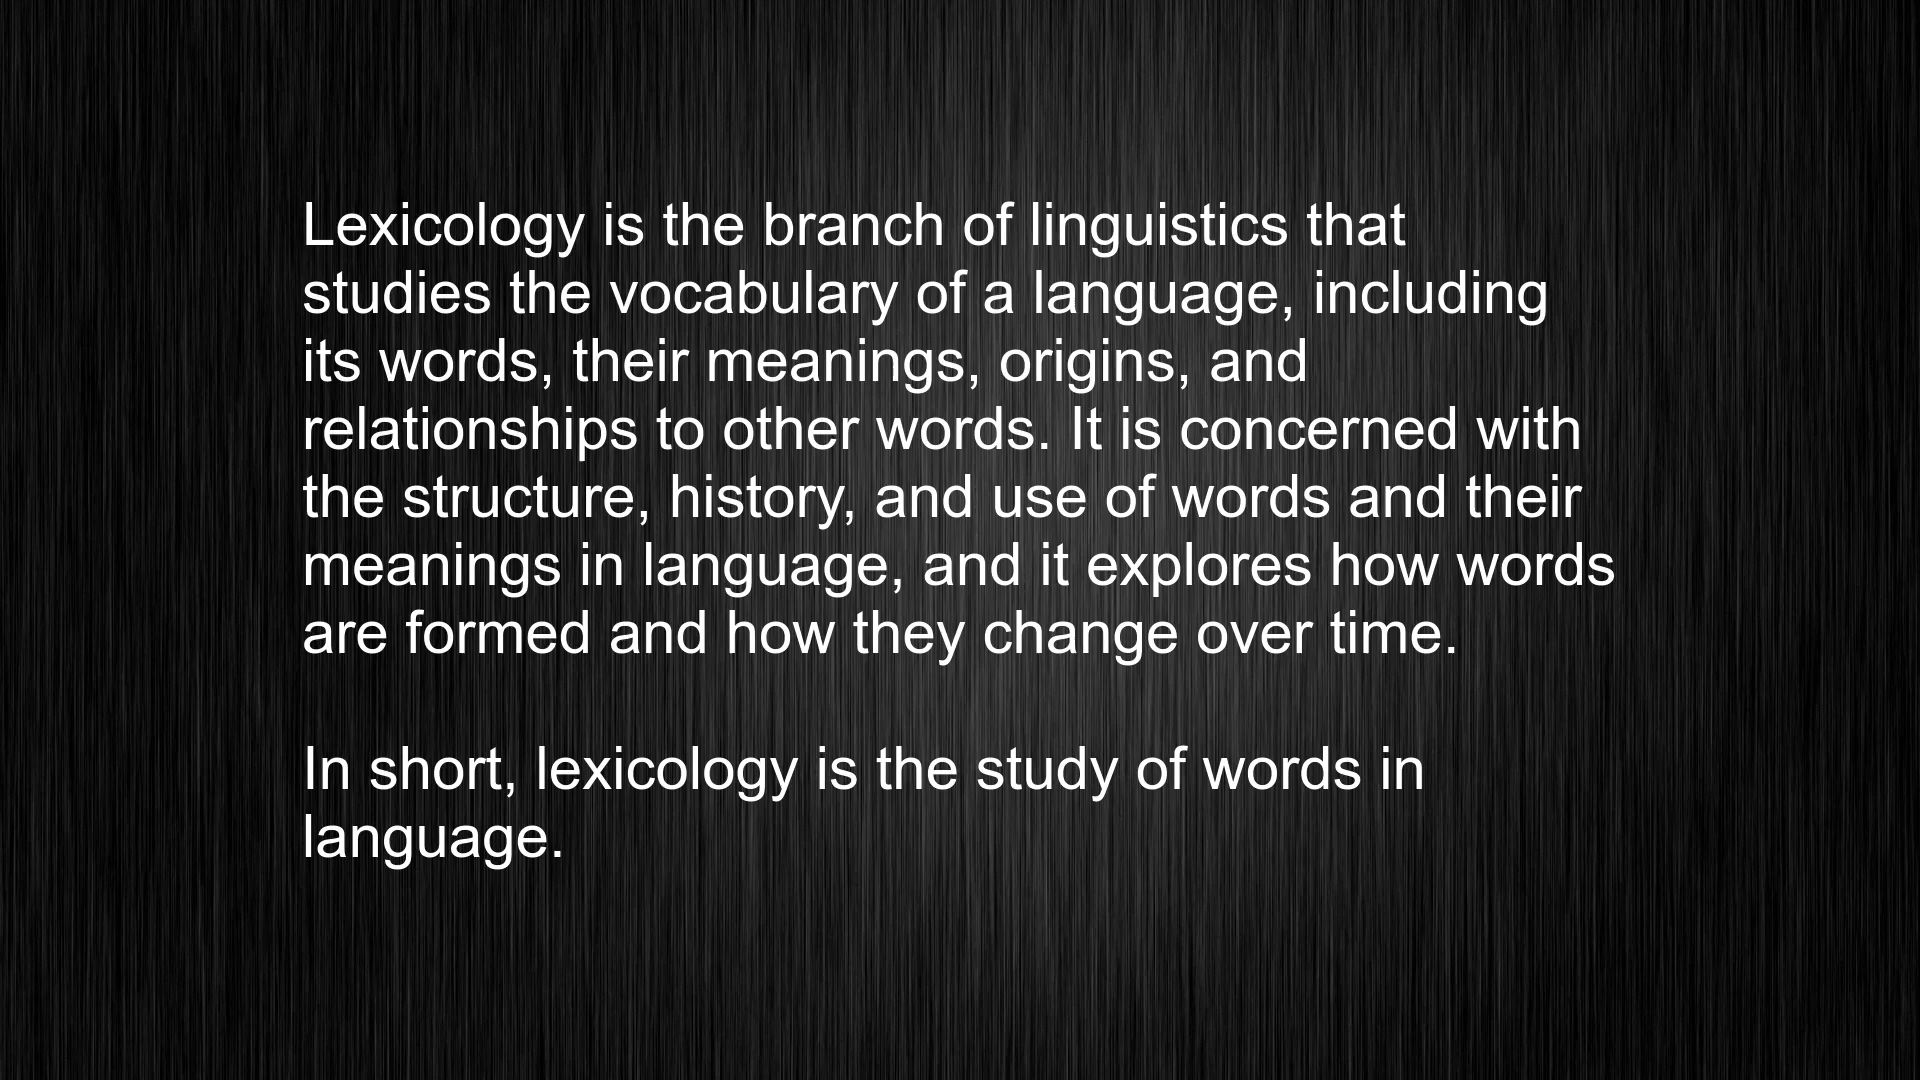 Lexicology is the branch of linguistics that
studies the vocabulary of a language, including
its words, their meanings, origins, and
relationships to other words. It is concerned with
the structure, history, and use of words and their
meanings in language, and it explores how words
are formed and how they change over time.
In short, lexicology is the study of words in
language.